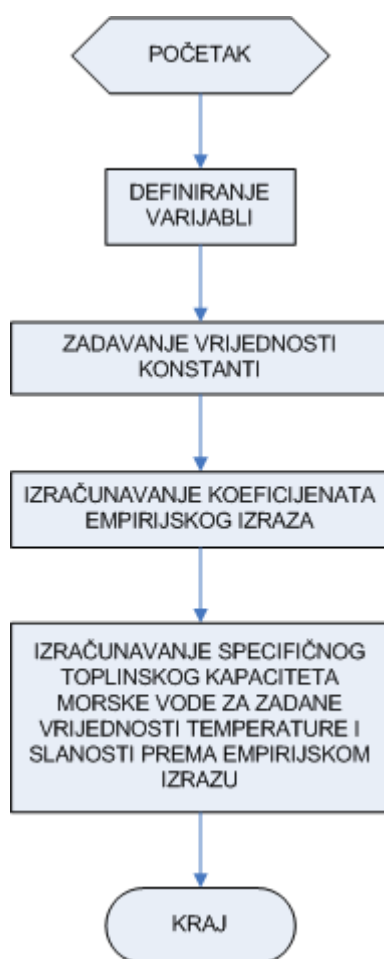 POČETAK
DEFINIRANJE
VARIJABLI
ZADAVANJE VRIJEDNOSTI
KONSTANTI
IZRAČUNAVANJE KOEFICIJENATA
EMPIRIJSKOG IZRAZA
IZRAČUNAVANJE SPECIFIČNOG
TOPLINSKOG KAPACITETA
MORSKE VODE ZA ZADANE
VRIJEDNOSTI TEMPERATURE I
SLANOSTI PREMA EMPIRIJSKOM
IZRAZU
KRAJ